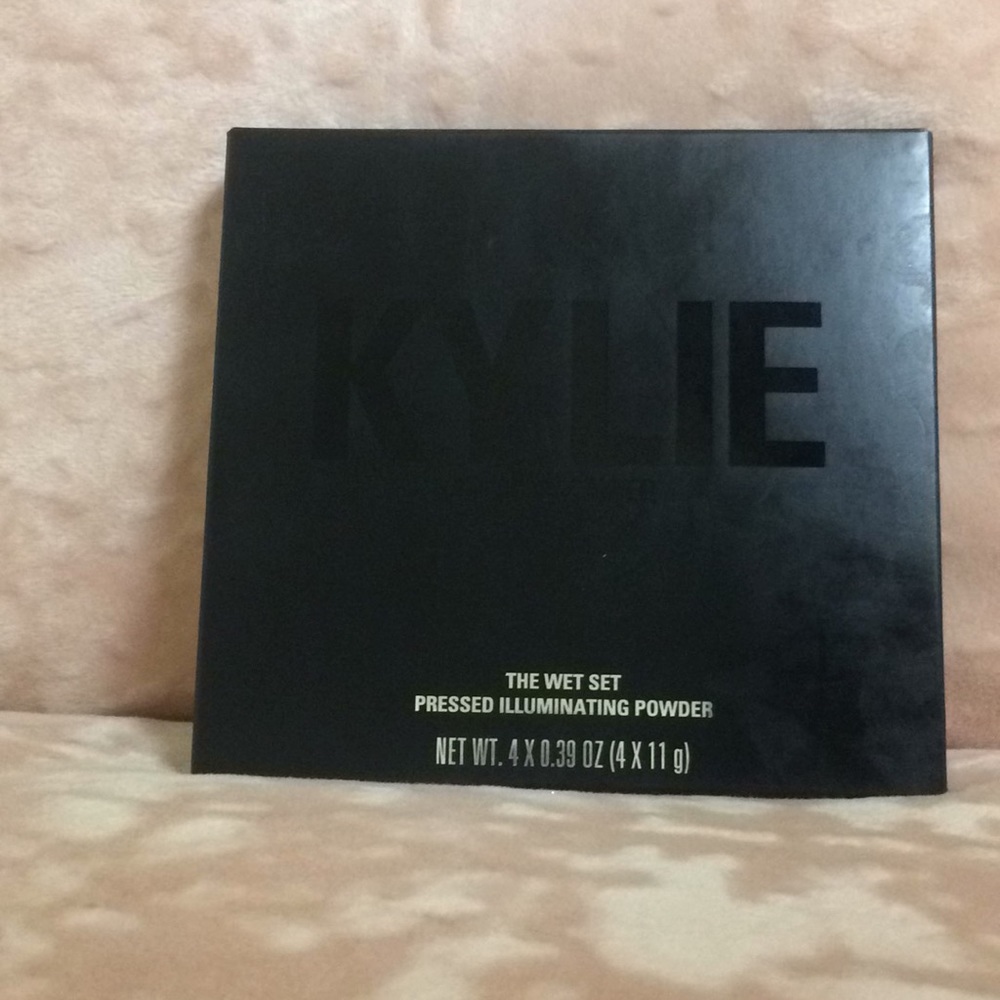 KYLIE
THE WET SET
PRESSED ILLUMINATING POWDER
NET WT. 4 X 0.39 OZ (4 X 11 g)